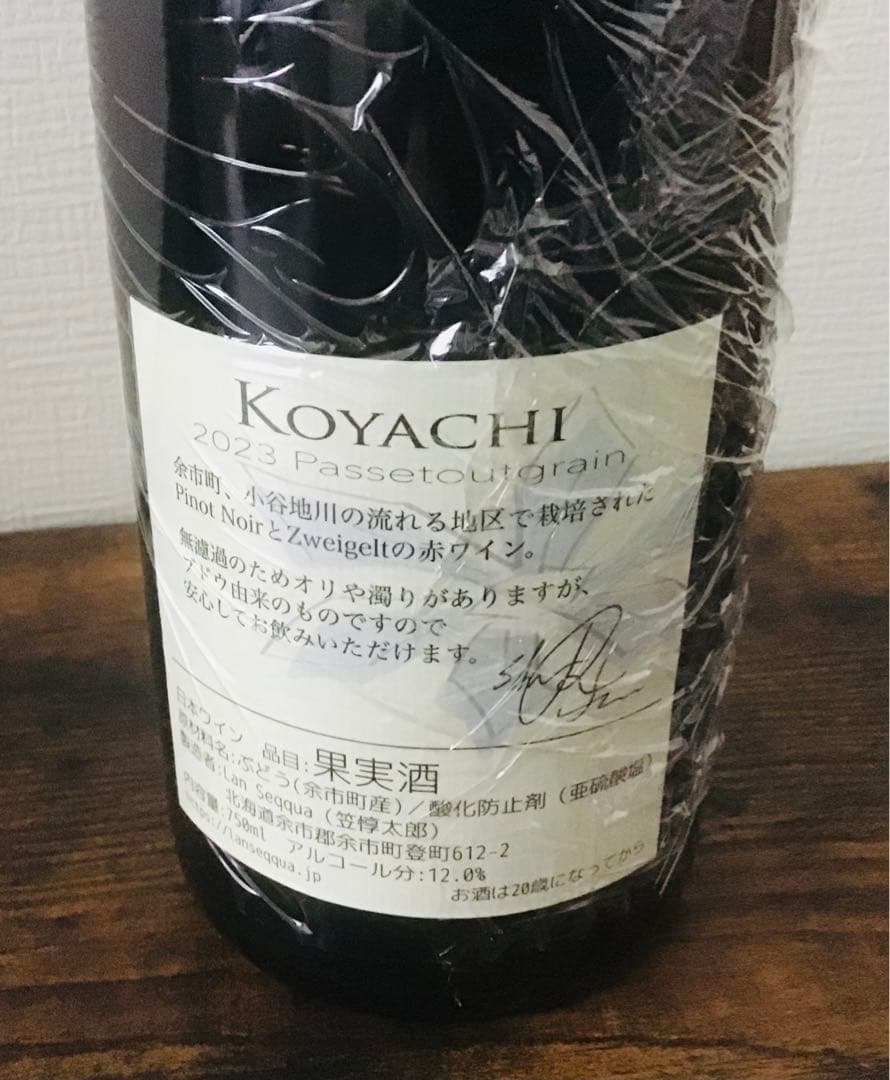 KOYACHI
2023 Passetoutgrain
余市町、小谷地川の流れる地区で栽培された
Pinot NoirとZweigeltの赤ワイン。
無濾過のためオリや濁りがありますが、
ブドウ由来のものですので
安心してお飲みいただけます。
日本ワイン 品目:果実酒
原材料名:ぶどう(余市町産)/酸化防止剤(亜硫酸塩)
製造者:Lan Seqqua(笠惇太郎)
北海道余市郡余市町登町612-2
内容量:750ml アルコール分:12.0%
https://lanseqqua.jp
お酒は20歳になってから